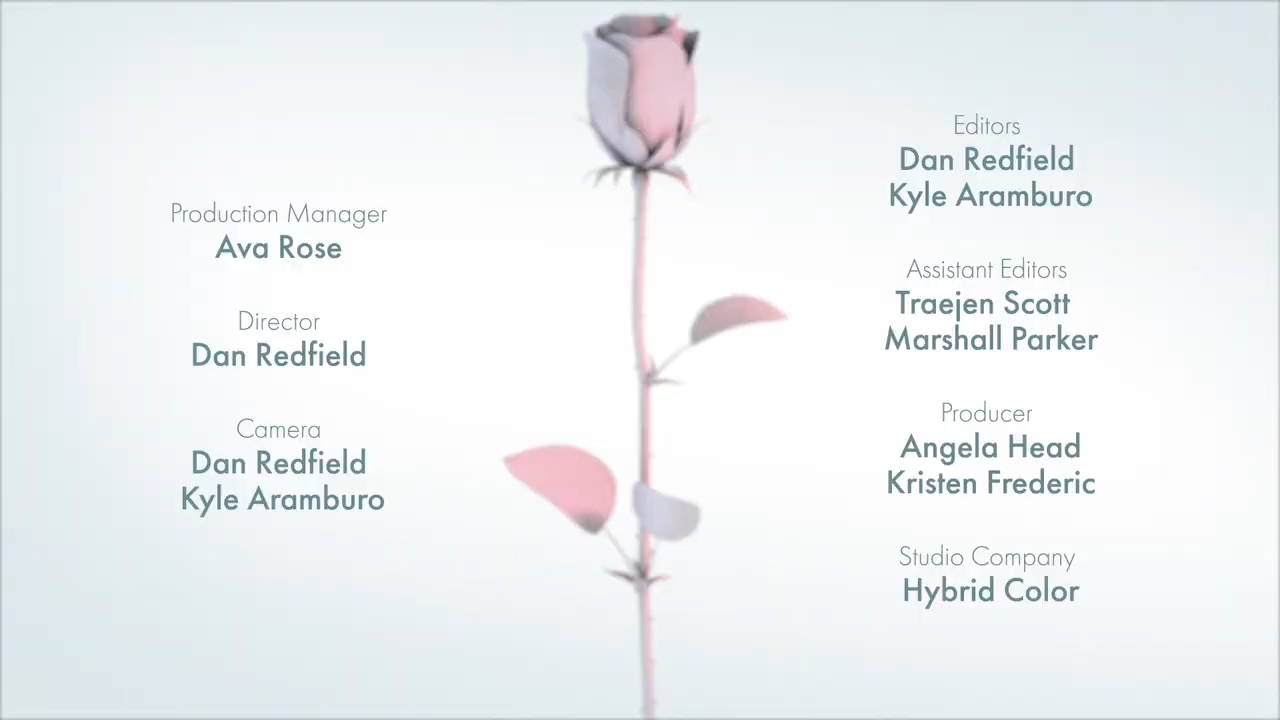 Production Manager
Ava Rose
Director
Dan Redfield
Camera
Dan Redfield
Kyle Aramburo
Editors
Dan Redfield
Kyle Aramburo
Assistant Editors
Traejen Scott
Marshall Parker
Producer
Angela Head
Kristen Frederic
Studio Company
Hybrid Color